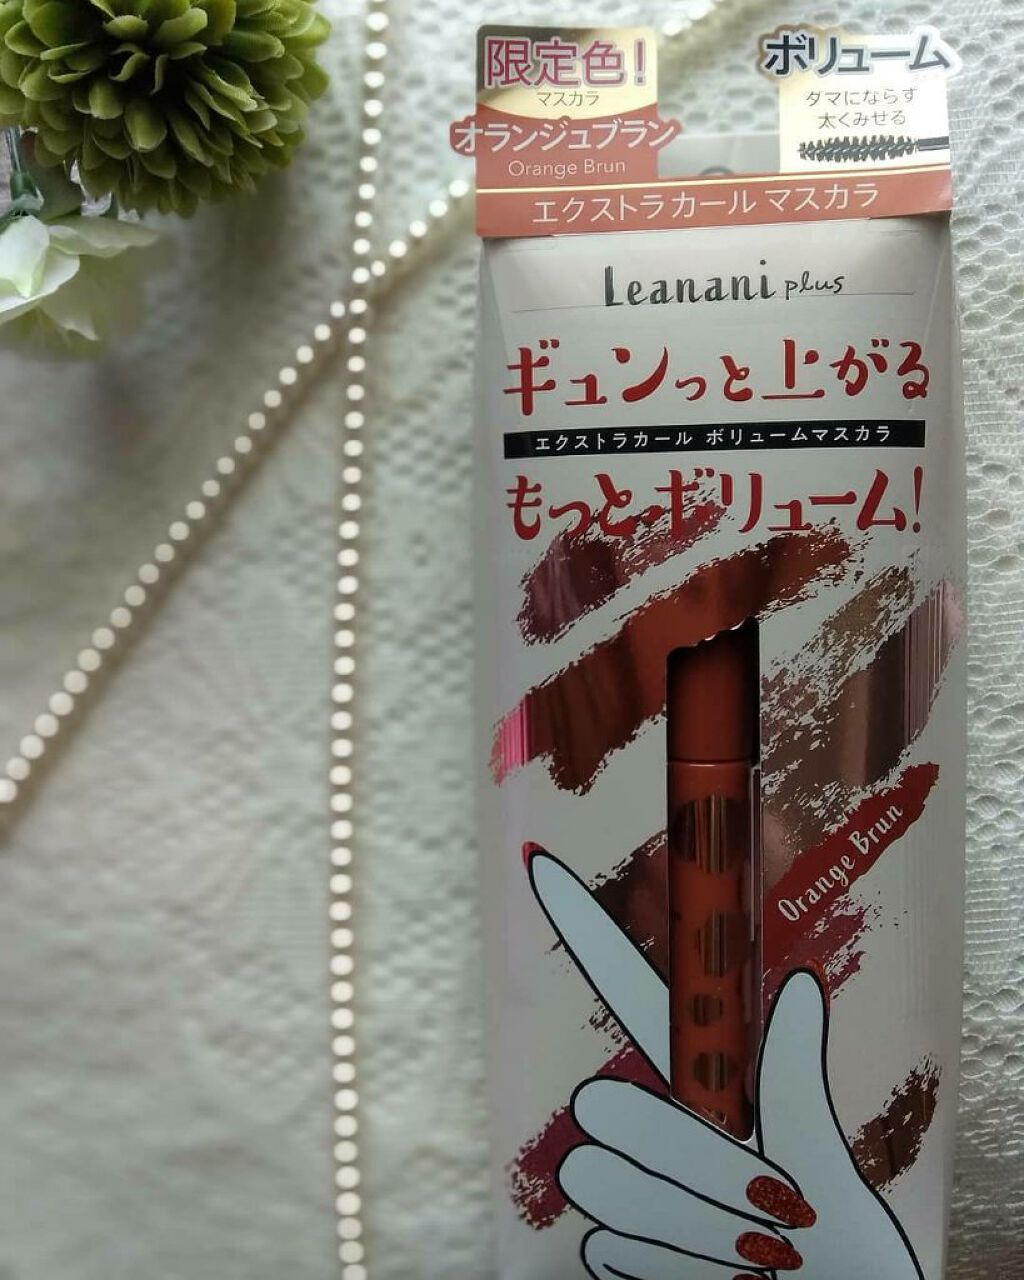 限定色!
マスカラ
オランジュブラン
Orange Brun
ボリューム
ダマにならず
太くみせる
エクストラカール マスカラ
Leanani plus
ギュンっと上がる
エクストラカール ボリュームマスカラ
もっとボリューム!
Orange Brun